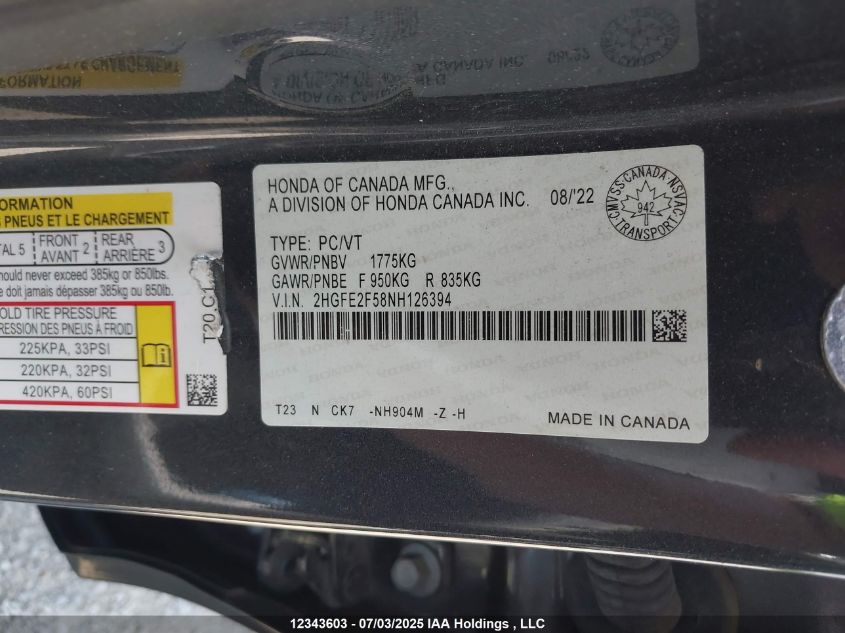 ORMATION
S PNEUS ET LE CHARGEMENT
TAL 5 FRONT AVANT 2 REAR ARRIÈRE 3
hould never exceed 385kg or 850lbs.
e doit jamais dépasser 385kg ou 850lb.
OLD TIRE PRESSURE
RESSION DES PNEUS À FROID
225KPA, 33PSI
220KPA, 32PSI
420KPA, 60PSI
T20.C1
HONDA OF CANADA MFG.,
A DIVISION OF HONDA CANADA INC. 08/'22
CMVSS CANADA NSVAC
942
TRANSPORT
TYPE: PC/VT
GVWR/PNBV 1775KG
GAWR/PNBE F 950KG R 835KG
V.I.N. 2HGFE2F58NH126394
T23 N CK7 -NH904M -Z -H
MADE IN CANADA
12343603 - 07/03/2025 IAA Holdings , LLC